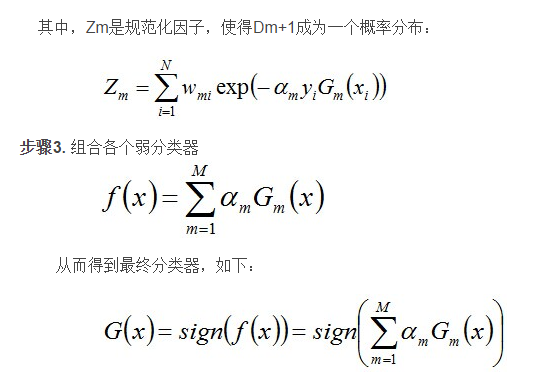 其中，Zm是规范化因子，使得Dm+1成为一个概率分布：
Z_m = \sum_{i=1}^{N} w_{mi} \exp(-\alpha_m y_i G_m(x_i))
步骤3. 组合各个弱分类器
f(x) = \sum_{m=1}^{M} \alpha_m G_m(x)
从而得到最终分类器，如下：
G(x) = sign(f(x)) = sign\left(\sum_{m=1}^{M} \alpha_m G_m(x)\right)